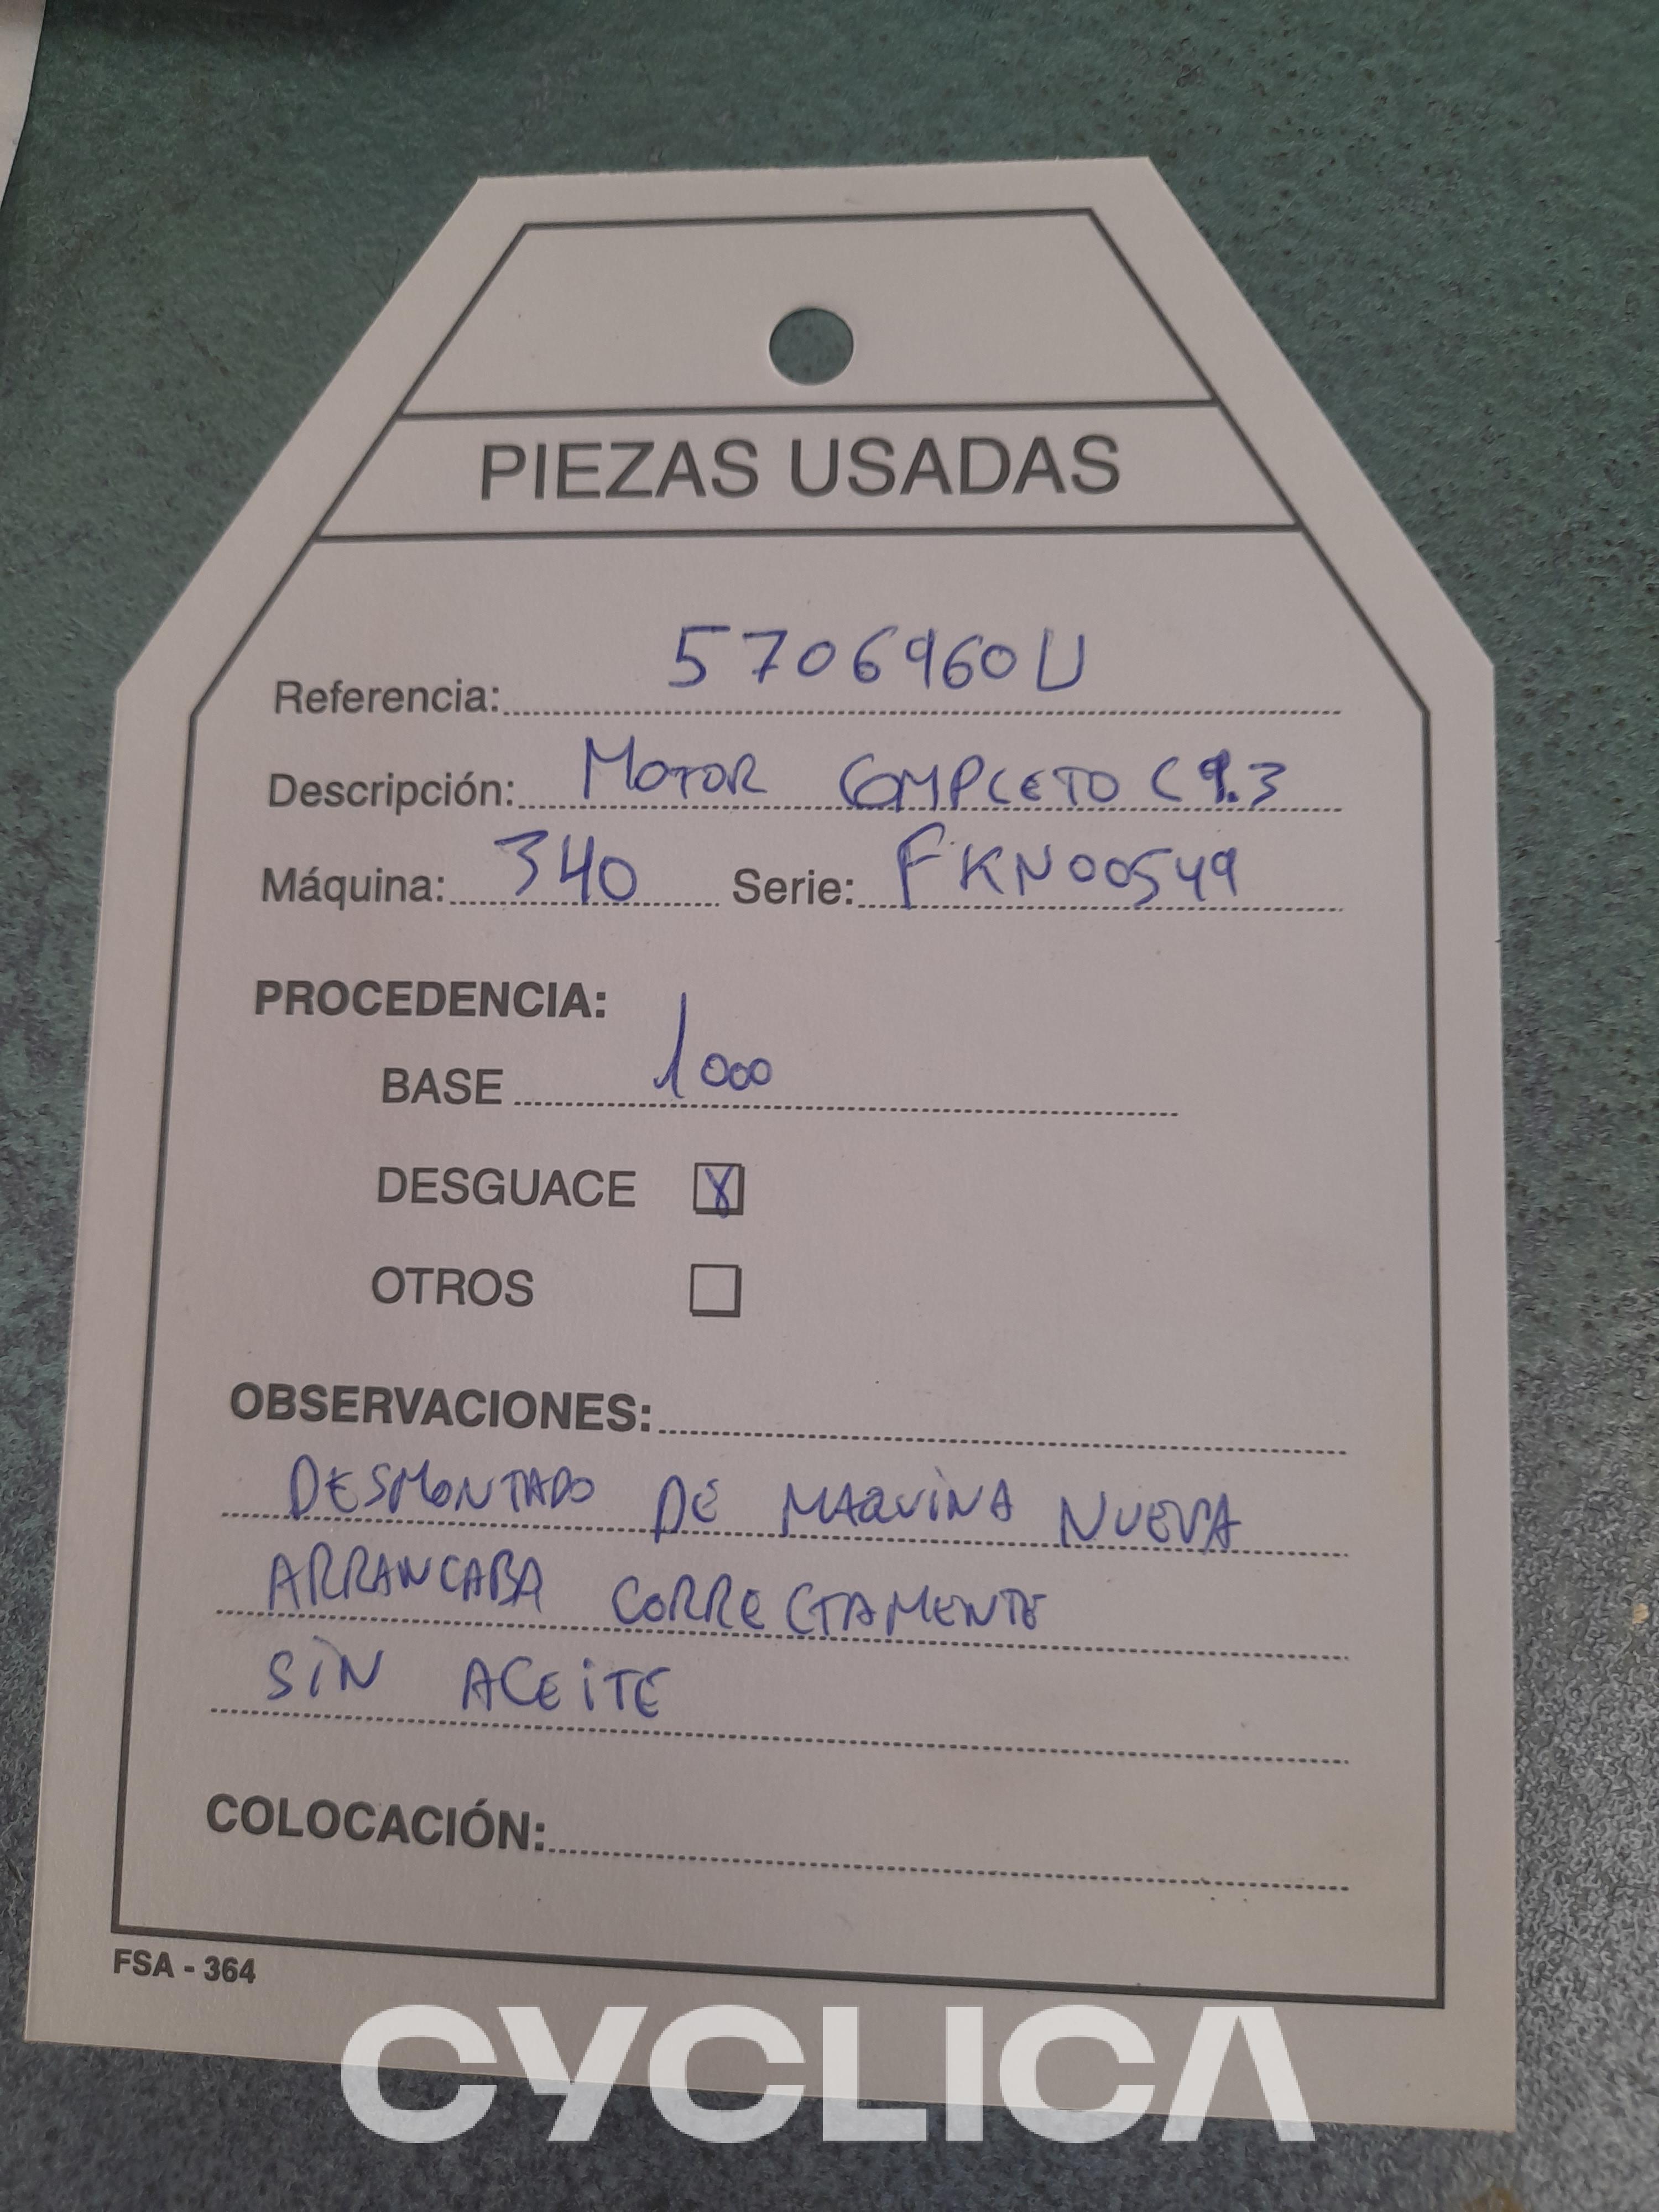 PIEZAS USADAS
Referencia: 5706960U
Descripción: MOTOR COMPLETO C9.3
Máquina: 340 Serie: FKN00549
PROCEDENCIA:
BASE 1000
DESGUACE X
OTROS
OBSERVACIONES:
DESMONTADO DE MAQUINA NUEVA
ARRANCABA CORRECTAMENTE
SIN ACEITE
COLOCACIÓN:
FSA - 364
CYCLICA